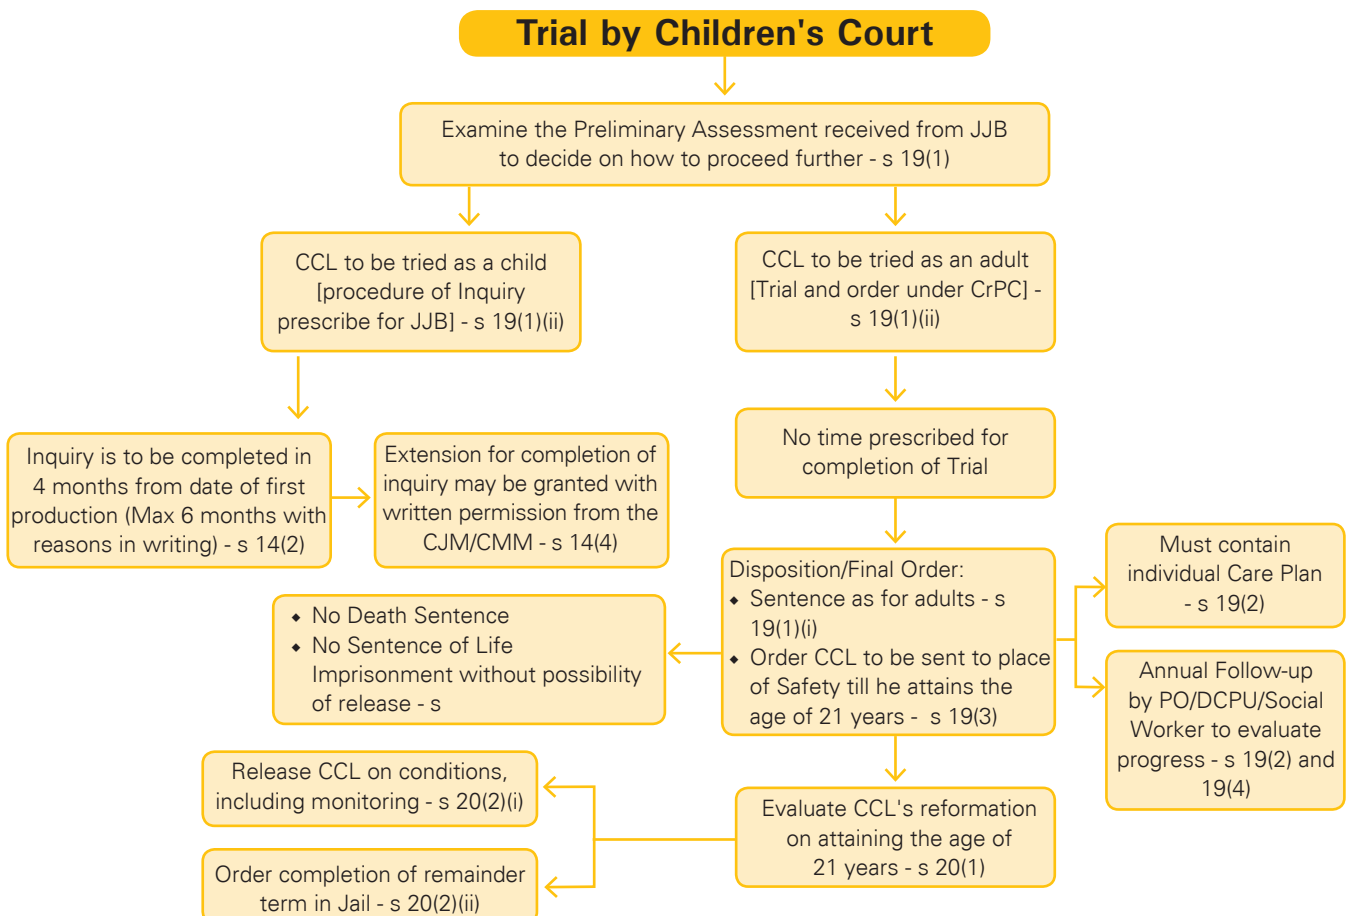 Trial by Children's Court
Examine the Preliminary Assessment received from JJB
to decide on how to proceed further - s 19(1)
CCL to be tried as a child
[procedure of Inquiry
prescribe for JJB] - s 19(1)(ii)
CCL to be tried as an adult
[Trial and order under CrPC] -
s 19(1)(ii)
Inquiry is to be completed in
4 months from date of first
production (Max 6 months with
reasons in writing) - s 14(2)
Extension for completion of
inquiry may be granted with
written permission from the
CJM/CMM - s 14(4)
No time prescribed for
completion of Trial
Disposition/Final Order:
⬥ Sentence as for adults - s
19(1)(i)
⬥ Order CCL to be sent to place
of Safety till he attains the
age of 21 years - s 19(3)
Must contain
individual Care Plan
- s 19(2)
Annual Follow-up
by PO/DCPU/Social
Worker to evaluate
progress - s 19(2) and
19(4)
⬥ No Death Sentence
⬥ No Sentence of Life
Imprisonment without possibility
of release - s
Evaluate CCL's reformation
on attaining the age of
21 years - s 20(1)
Release CCL on conditions,
including monitoring - s 20(2)(i)
Order completion of remainder
term in Jail - s 20(2)(ii)